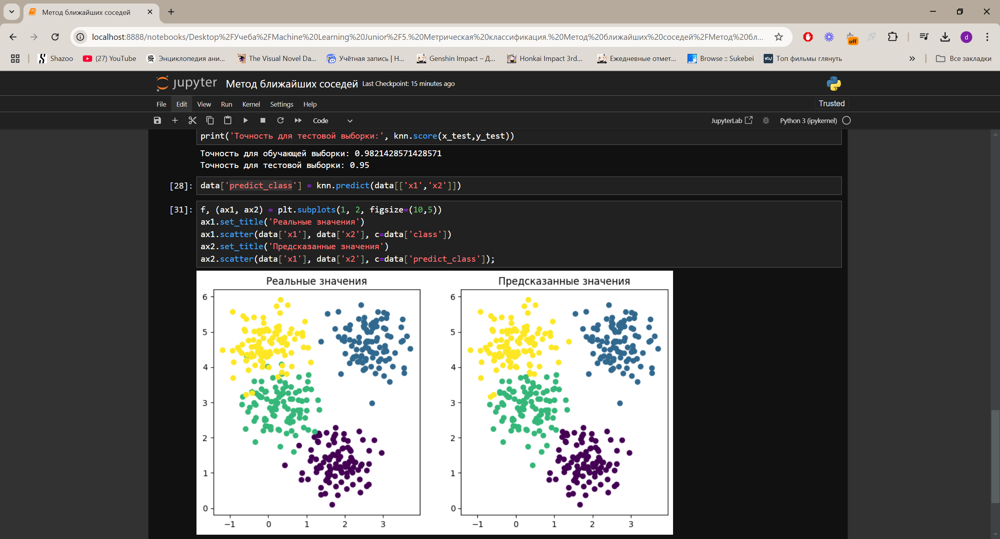 Метод ближайших соседей
localhost:8888/notebooks/Desktop%2FУчеба%2FMachine%20Learning%20Junior%2F5.%20Метрическая%20классификация.%20Метод%20ближайших%20соседей%2FМетод%20бл...
off
d
Shazoo
(27) YouTube
Энциклопедия ани...
The Visual Novel Da...
Учётная запись | H...
Genshin Impact – Д...
Honkai Impact 3rd...
Ежедневные отмет...
Browse :: Sukebei
Топ фильмы глянуть
Все закладки
jupyter Метод ближайших соседей Last Checkpoint: 15 minutes ago
File Edit View Run Kernel Settings Help
Trusted
Code
JupyterLab
Python 3 (ipykernel)
print('Точность для тестовой выборки:', knn.score(x_test,y_test))
Точность для обучающей выборки: 0.9821428571428571
Точность для тестовой выборки: 0.95
[28]: data['predict_class'] = knn.predict(data[['x1','x2']])
[31]: f, (ax1, ax2) = plt.subplots(1, 2, figsize=(10,5))
ax1.set_title('Реальные значения')
ax1.scatter(data['x1'], data['x2'], c=data['class'])
ax2.set_title('Предсказанные значения')
ax2.scatter(data['x1'], data['x2'], c=data['predict_class']);
Реальные значения
6
5
4
3
2
1
0
−1 0 1 2 3
Предсказанные значения
6
5
4
3
2
1
0
−1 0 1 2 3